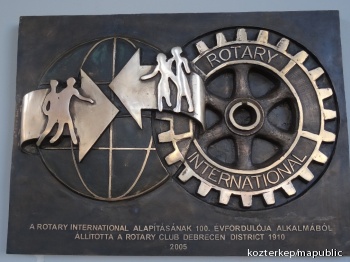 ROTARY
INTERNATIONAL
A ROTARY INTERNATIONAL ALAPÍTÁSÁNAK 100. ÉVFORDULÓJA ALKALMÁBÓL
ÁLLÍTOTTA A ROTARY CLUB DEBRECEN DISTRICT 1910
2005
kozterkep/mapublic